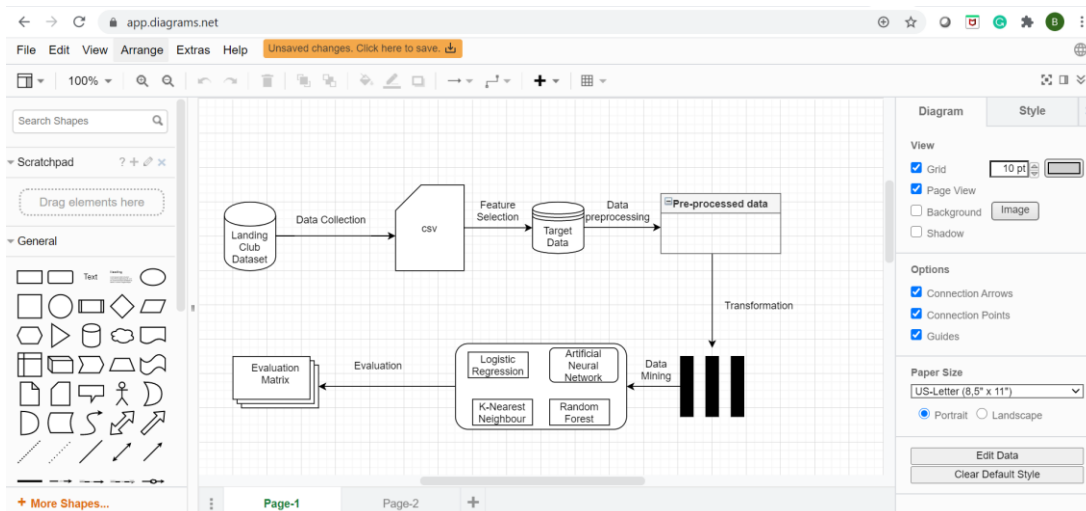 app.diagrams.net
B
File Edit View Arrange Extras Help Unsaved changes. Click here to save.
100%
Search Shapes
Scratchpad ?
Drag elements here
General
Text
More Shapes...
Landing
Club
Dataset
Data Collection
csv
Feature
Selection
Target
Data
Data
preprocessing
Pre-processed data
Transformation
Data
Mining
Logistic
Regression
Artificial
Neural
Network
K-Nearest
Neighbour
Random
Forest
Evaluation
Evaluation
Matrix
Page-1 Page-2
Diagram Style
View
Grid 10 pt
Page View
Background Image
Shadow
Options
Connection Arrows
Connection Points
Guides
Paper Size
US-Letter (8,5" x 11")
Portrait Landscape
Edit Data
Clear Default Style